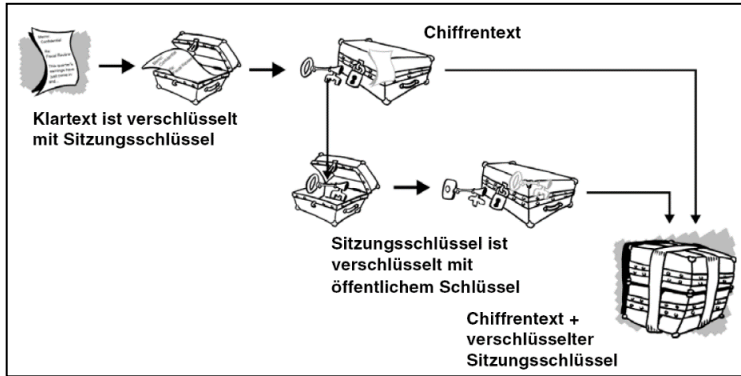 Chiffrentext
Klartext ist verschlüsselt
mit Sitzungsschlüssel
Sitzungsschlüssel ist
verschlüsselt mit
öffentlichem Schlüssel
Chiffrentext +
verschlüsselter
Sitzungsschlüssel